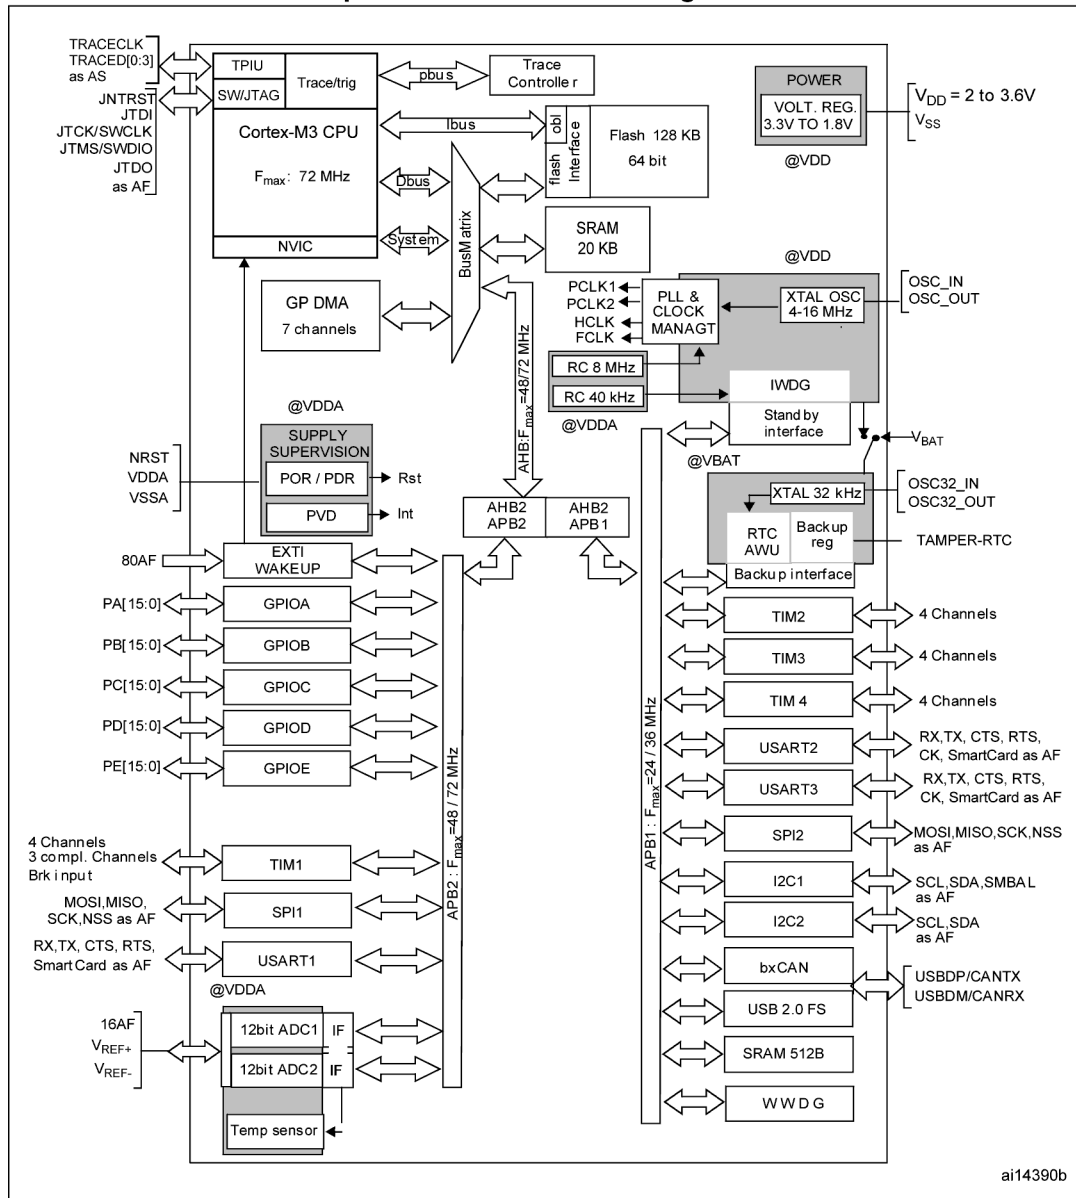 TRACECLK
TRACED[0:3]
as AS
JNTRST
JTDI
JTCK/SWCLK
JTMS/SWDIO
JTDO
as AF
TPIU
SW/JTAG
Trace/trig
Cortex-M3 CPU
Fmax: 72 MHz
NVIC
pbus
Trace
Controller
Ibus
Dbus
System
BusMatrix
obl
flash
Interface
Flash 128 KB
64 bit
SRAM
20 KB
POWER
VOLT. REG.
3.3V TO 1.8V
@VDD
VDD = 2 to 3.6V
VSS
GP DMA
7 channels
PCLK1
PCLK2
HCLK
FCLK
PLL &
CLOCK
MANAGT
@VDD
XTAL OSC
4-16 MHz
OSC_IN
OSC_OUT
RC 8 MHz
RC 40 kHz
@VDDA
IWDG
Standby
interface
VBAT
@VBAT
AHB:Fmax=48/72 MHz
@VDDA
SUPPLY
SUPERVISION
NRST
VDDA
VSSA
POR / PDR
Rst
PVD
Int
AHB2
APB2
AHB2
APB1
XTAL 32 kHz
OSC32_IN
OSC32_OUT
RTC
AWU
Backup
reg
TAMPER-RTC
Backup interface
80AF
EXTI
WAKEUP
PA[15:0]
GPIOA
PB[15:0]
GPIOB
PC[15:0]
GPIOC
PD[15:0]
GPIOD
PE[15:0]
GPIOE
4 Channels
3 compl. Channels
Brk input
TIM1
MOSI,MISO,
SCK,NSS as AF
SPI1
RX,TX, CTS, RTS,
SmartCard as AF
USART1
@VDDA
16AF
VREF+
VREF-
12bit ADC1
IF
12bit ADC2
IF
Temp sensor
APB2 : Fmax=48 / 72 MHz
APB1 : Fmax=24 / 36 MHz
TIM2
4 Channels
TIM3
4 Channels
TIM 4
4 Channels
USART2
RX,TX, CTS, RTS,
CK, SmartCard as AF
USART3
RX,TX, CTS, RTS,
CK, SmartCard as AF
SPI2
MOSI,MISO,SCK,NSS
as AF
I2C1
SCL,SDA,SMBAL
as AF
I2C2
SCL,SDA
as AF
bxCAN
USBDP/CANTX
USBDM/CANRX
USB 2.0 FS
SRAM 512B
WWDG
ai14390b